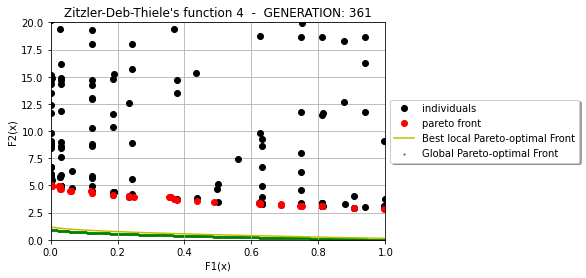 Zitzler-Deb-Thiele's function 4 - GENERATION: 361
F2(x)
20.0
17.5
15.0
12.5
10.0
7.5
5.0
2.5
0.0
0.0
0.2
0.4
0.6
0.8
1.0
F1(x)
individuals
pareto front
Best local Pareto-optimal Front
Global Pareto-optimal Front